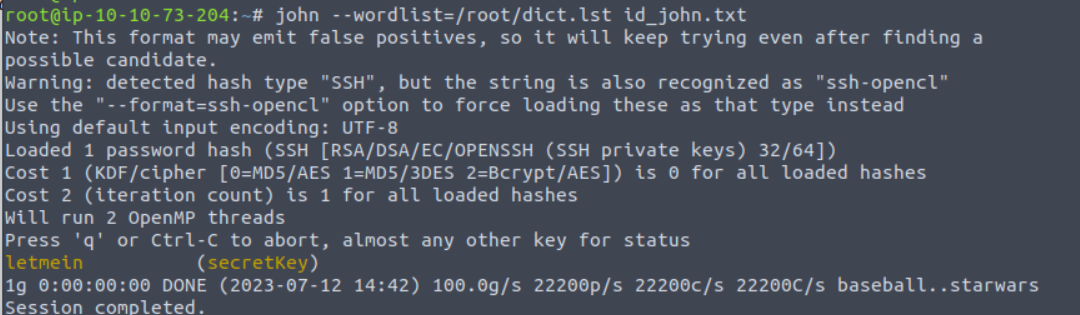 root@ip-10-10-73-204:~# john --wordlist=/root/dict.lst id_john.txt
Note: This format may emit false positives, so it will keep trying even after finding a
possible candidate.
Warning: detected hash type "SSH", but the string is also recognized as "ssh-opencl"
Use the "--format=ssh-opencl" option to force loading these as that type instead
Using default input encoding: UTF-8
Loaded 1 password hash (SSH [RSA/DSA/EC/OPENSSH (SSH private keys) 32/64])
Cost 1 (KDF/cipher [0=MD5/AES 1=MD5/3DES 2=Bcrypt/AES]) is 0 for all loaded hashes
Cost 2 (iteration count) is 1 for all loaded hashes
Will run 2 OpenMP threads
Press 'q' or Ctrl-C to abort, almost any other key for status
letmein          (secretKey)
1g 0:00:00:00 DONE (2023-07-12 14:42) 100.0g/s 22200p/s 22200c/s 22200C/s baseball..starwars
Session completed.